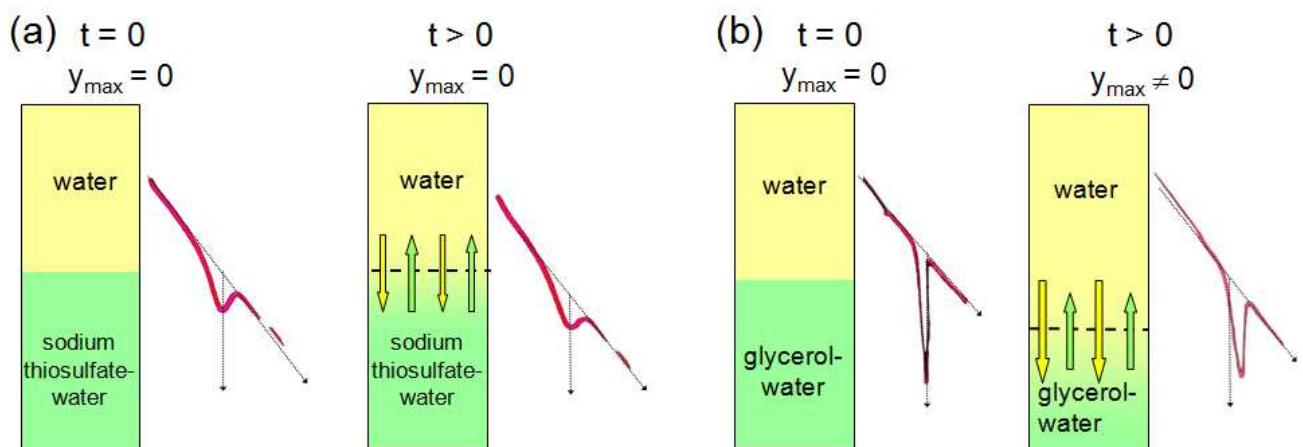 (a) t = 0
y_max = 0
water
sodium
thiosulfate-
water
t > 0
y_max = 0
water
sodium
thiosulfate-
water
(b) t = 0
y_max = 0
water
glycerol-
water
t > 0
y_max ≠ 0
water
glycerol-
water